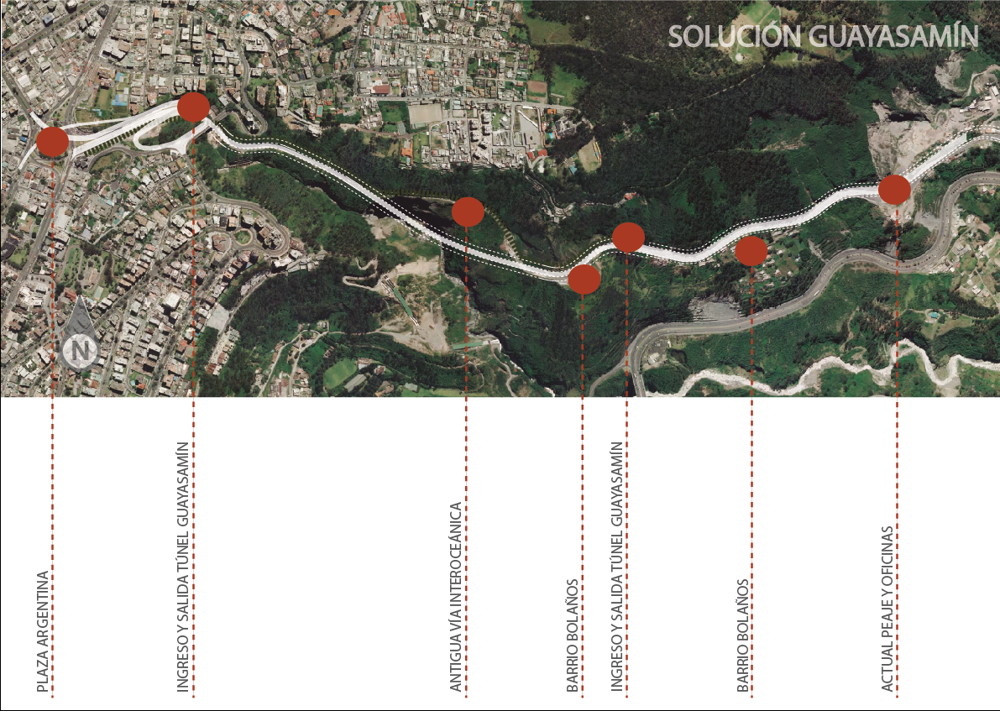 SOLUCIÓN GUAYASAMÍN
N
PLAZA ARGENTINA
INGRESO Y SALIDA TÚNEL GUAYASAMÍN
ANTIGUA VÍA INTEROCEÁNICA
BARRIO BOLAÑOS
INGRESO Y SALIDA TÚNEL GUAYASAMÍN
BARRIO BOLAÑOS
ACTUAL PEAJE Y OFICINAS